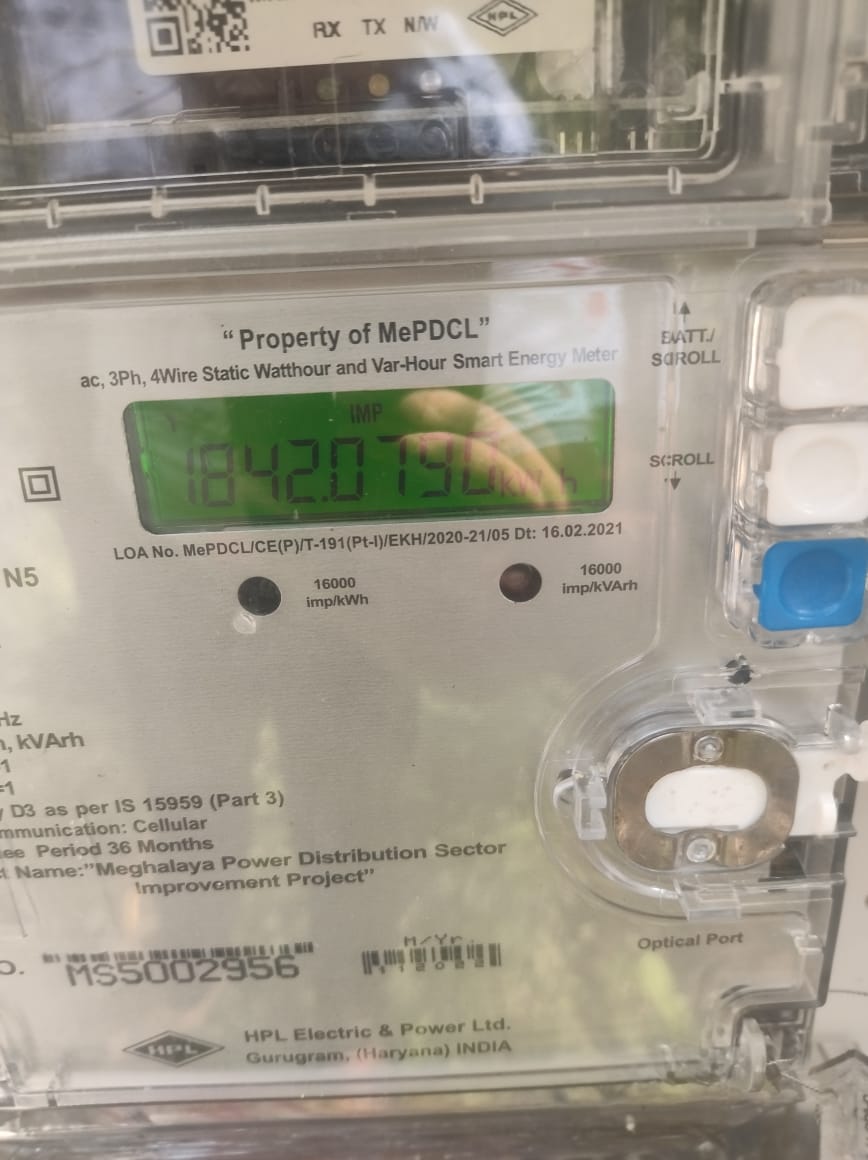 RX TX N/W
HPL
“Property of MePDCL”
ac, 3Ph, 4Wire Static Watthour and Var-Hour Smart Energy Meter
BATT./
SCROLL
IMP
1842.0790kWh
SCROLL
LOA No. MePDCL/CE(P)/T-191(Pt-I)/EKH/2020-21/05 Dt: 16.02.2021
N5
16000
imp/kWh
16000
imp/kVArh
Hz
, kVArh
D3 as per IS 15959 (Part 3)
mmunication: Cellular
ee Period 36 Months
t Name:"Meghalaya Power Distribution Sector
Improvement Project"
Optical Port
M/Yr.
MS5002956
HPL
HPL Electric & Power Ltd.
Gurugram, (Haryana) INDIA